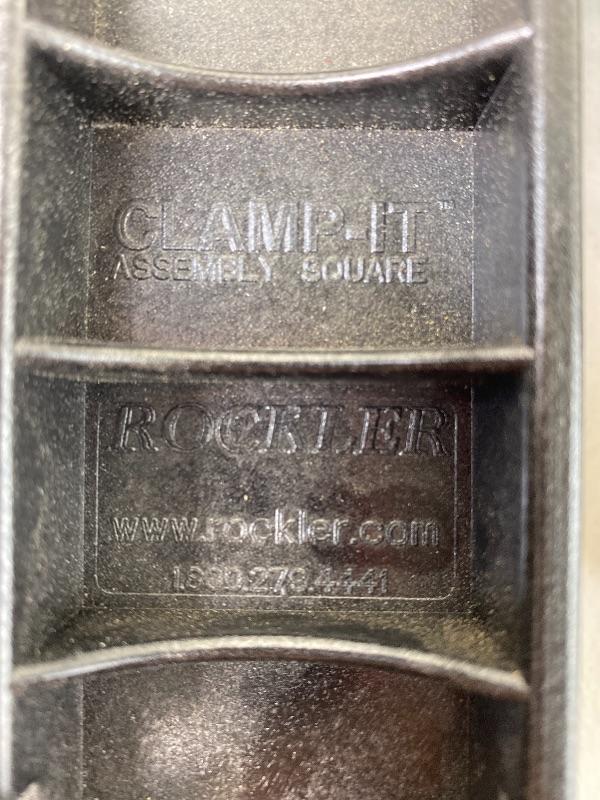 CLAMP-IT™
ASSEMBLY SQUARE
ROCKLER
www.rockler.com
1.800.279.4441